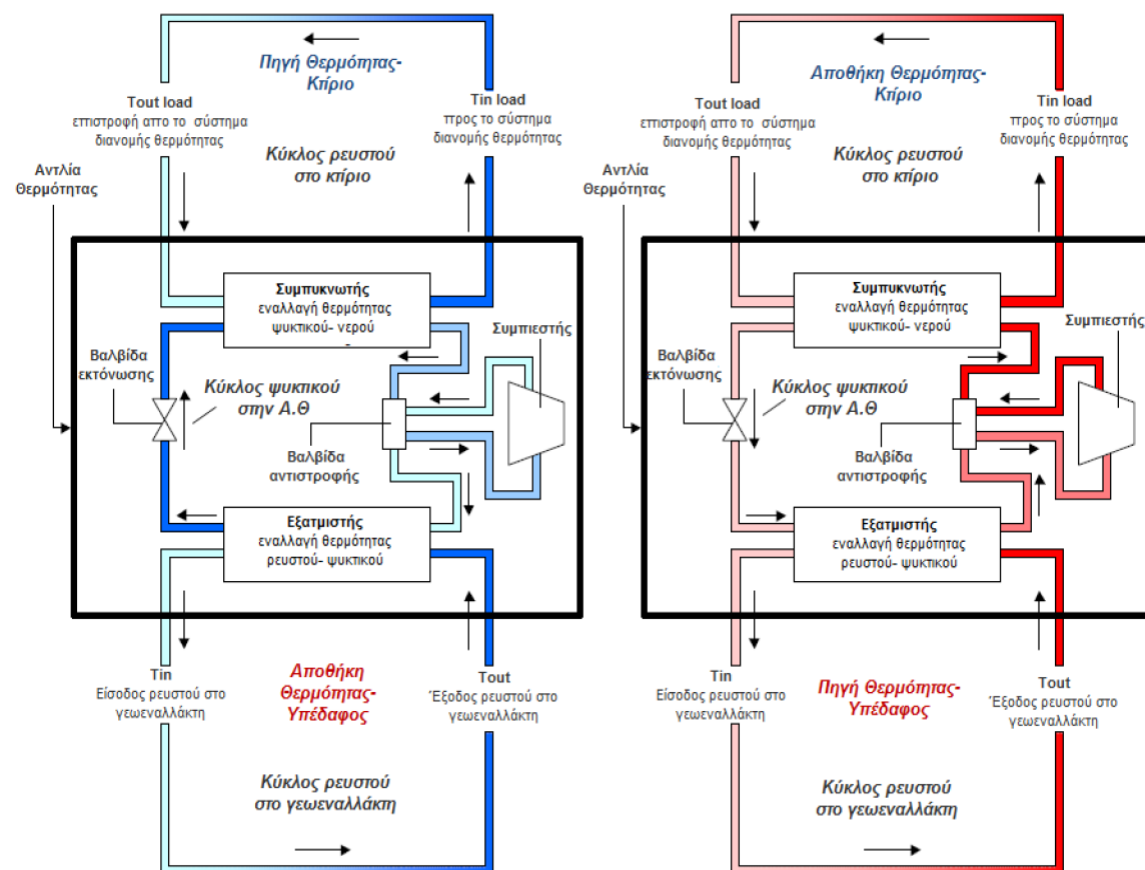 Πηγή Θερμότητας-
Κτίριο
Tout load
επιστροφή απτο το σύστημα
διανομής θερμότητας
Tin load
προς το σύστημα
διανομής θερμότητας
Κύκλος ρευστού
στο κτίριο
Αντλία
Θερμότητας
Συμπυκνωτής
εναλλαγή θερμότητας
ψυκτικού- νερού
Συμπιεστής
Βαλβίδα
εκτόνωσης
Κύκλος ψυκτικού
στην Α.Θ
Βαλβίδα
αντιστροφής
Εξατμιστής
εναλλαγή θερμότητας
ρευστού- ψυκτικού
Tin
Είσοδος ρευστού στο
γεωεναλλάκτη
Αποθήκη
Θερμότητας-
Υπέδαφος
Tout
Έξοδος ρευστού στο
γεωεναλλάκτη
Κύκλος ρευστού
στο γεωεναλλάκτη
Αποθήκη Θερμότητας-
Κτίριο
Tout load
επιστροφή απτο το σύστημα
διανομής θερμότητας
Tin load
προς το σύστημα
διανομής θερμότητας
Κύκλος ρευστού
στο κτίριο
Αντλία
Θερμότητας
Συμπυκνωτής
εναλλαγή θερμότητας
ψυκτικού- νερού
Συμπιεστής
Βαλβίδα
εκτόνωσης
Κύκλος ψυκτικού
στην Α.Θ
Βαλβίδα
αντιστροφής
Εξατμιστής
εναλλαγή θερμότητας
ρευστού- ψυκτικού
Tin
Είσοδος ρευστού στο
γεωεναλλάκτη
Πηγή Θερμότητας-
Υπέδαφος
Tout
Έξοδος ρευστού στο
γεωεναλλάκτη
Κύκλος ρευστού
στο γεωεναλλάκτη